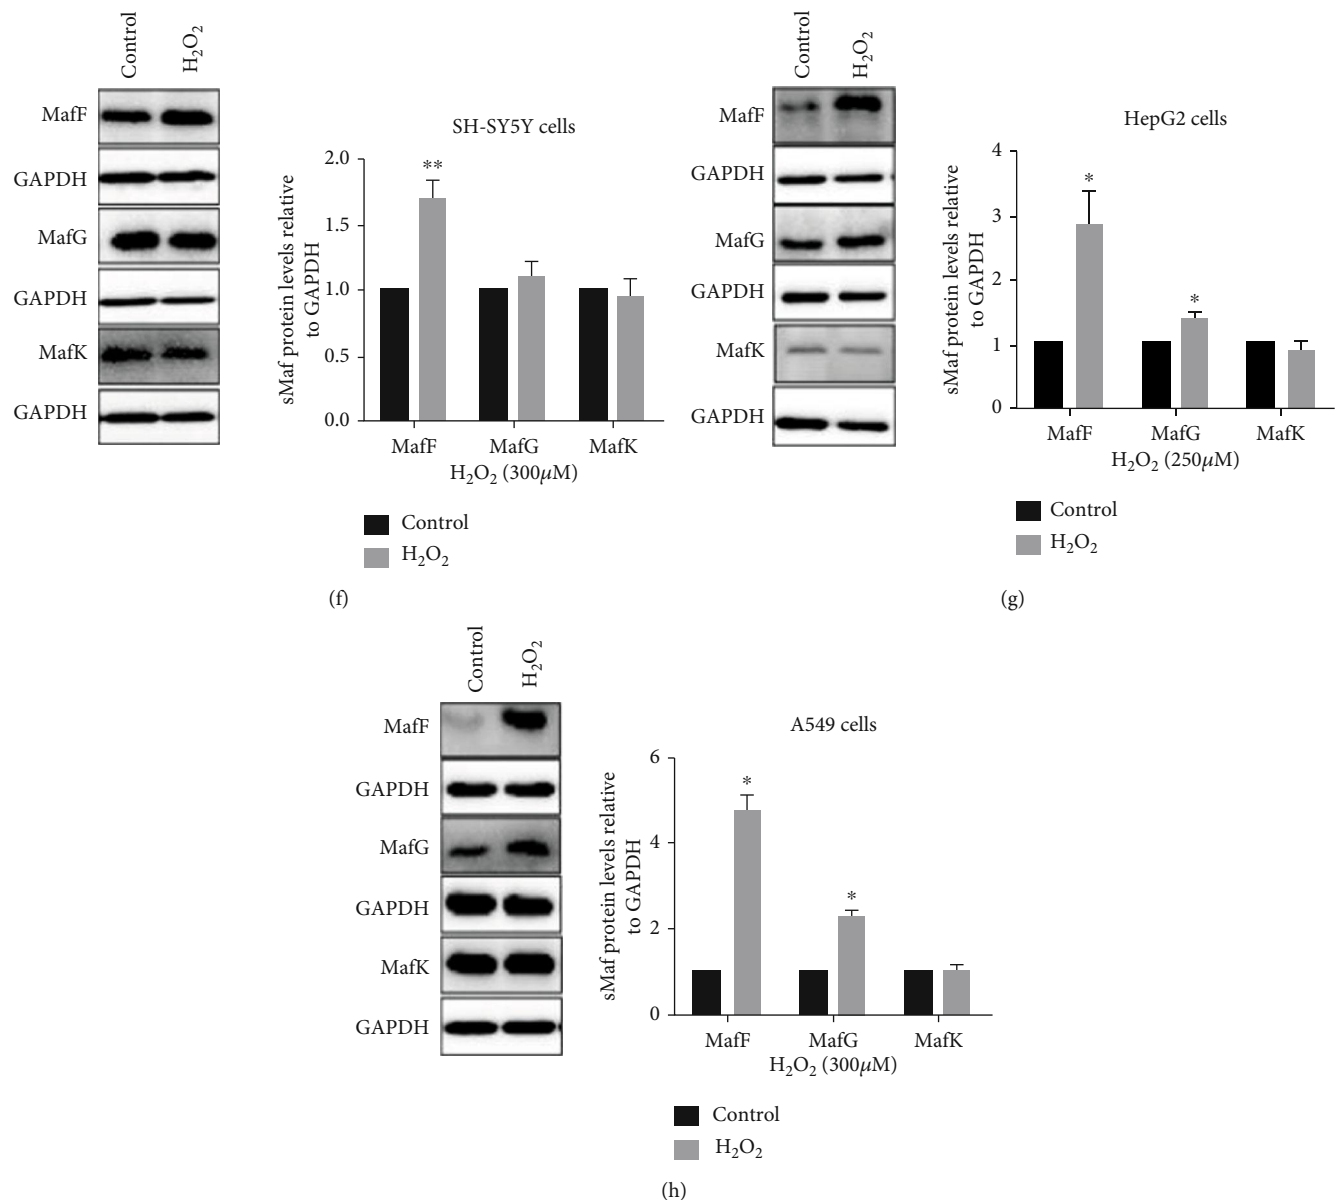 Control
H₂O₂
MafF
GAPDH
MafG
GAPDH
MafK
GAPDH
SH-SY5Y cells
sMaf protein levels relative
to GAPDH
2.0
1.5
1.0
0.5
0.0
**
MafF
MafG
MafK
H₂O₂ (300μM)
Control
H₂O₂
(f)
Control
H₂O₂
MafF
GAPDH
MafG
GAPDH
MafK
GAPDH
HepG2 cells
sMaf protein levels relative
to GAPDH
4
3
2
1
0
*
*
MafF
MafG
MafK
H₂O₂ (250μM)
Control
H₂O₂
(g)
Control
H₂O₂
MafF
GAPDH
MafG
GAPDH
MafK
GAPDH
A549 cells
sMaf protein levels relative
to GAPDH
6
4
2
0
*
*
MafF
MafG
MafK
H₂O₂ (300μM)
Control
H₂O₂
(h)